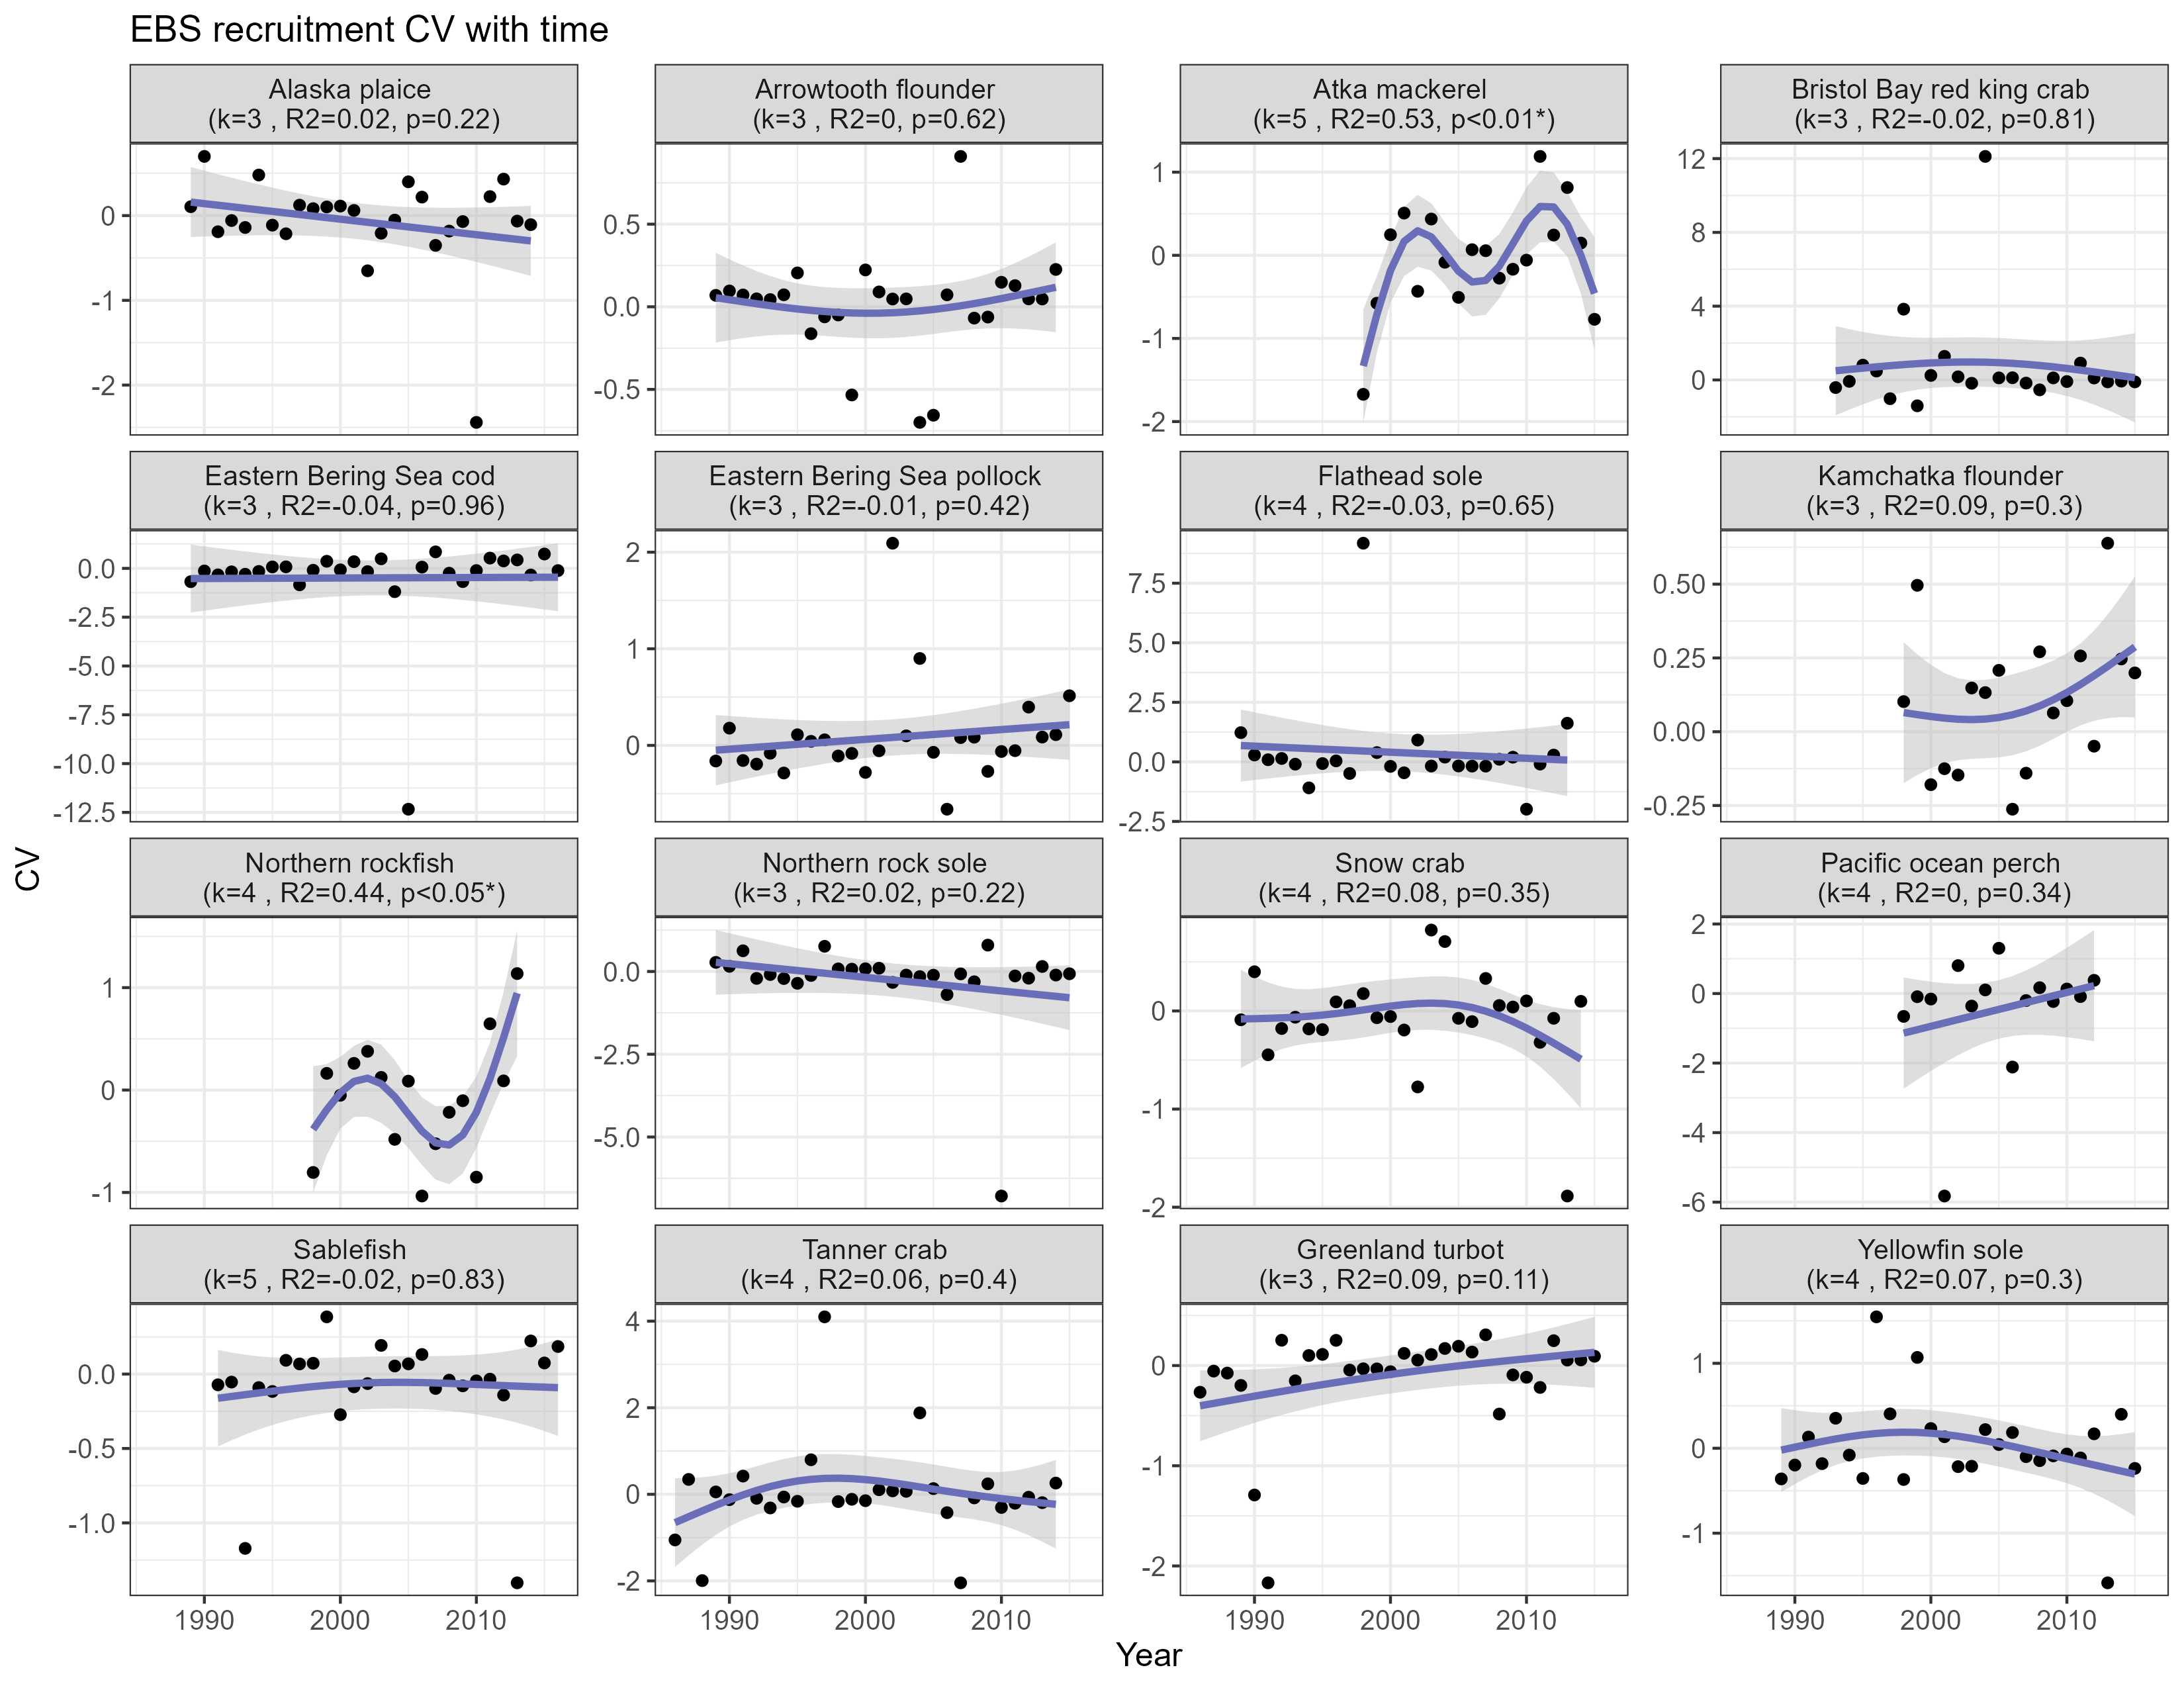 EBS recruitment CV with time
Alaska plaice
(k=3 , R2=0.02, p=0.22)
Arrowtooth flounder
(k=3 , R2=0, p=0.62)
Atka mackerel
(k=5 , R2=0.53, p<0.01*)
Bristol Bay red king crab
(k=3 , R2=-0.02, p=0.81)
0
-1
-2
0.5
0.0
-0.5
1
0
-1
-2
12
8
4
0
Eastern Bering Sea cod
(k=3 , R2=-0.04, p=0.96)
Eastern Bering Sea pollock
(k=3 , R2=-0.01, p=0.42)
Flathead sole
(k=4 , R2=-0.03, p=0.65)
Kamchatka flounder
(k=3 , R2=0.09, p=0.3)
0.0
-2.5
-5.0
-7.5
-10.0
-12.5
2
1
0
7.5
5.0
2.5
0.0
-2.5
0.50
0.25
0.00
-0.25
CV
Northern rockfish
(k=4 , R2=0.44, p<0.05*)
Northern rock sole
(k=3 , R2=0.02, p=0.22)
Snow crab
(k=4 , R2=0.08, p=0.35)
Pacific ocean perch
(k=4 , R2=0, p=0.34)
1
0
-1
0.0
-2.5
-5.0
0
-1
-2
2
0
-2
-4
-6
Sablefish
(k=5 , R2=-0.02, p=0.83)
Tanner crab
(k=4 , R2=0.06, p=0.4)
Greenland turbot
(k=3 , R2=0.09, p=0.11)
Yellowfin sole
(k=4 , R2=0.07, p=0.3)
0.0
-0.5
-1.0
4
2
0
-2
0
-1
-2
1
0
-1
1990 2000 2010
1990 2000 2010
1990 2000 2010
1990 2000 2010
Year